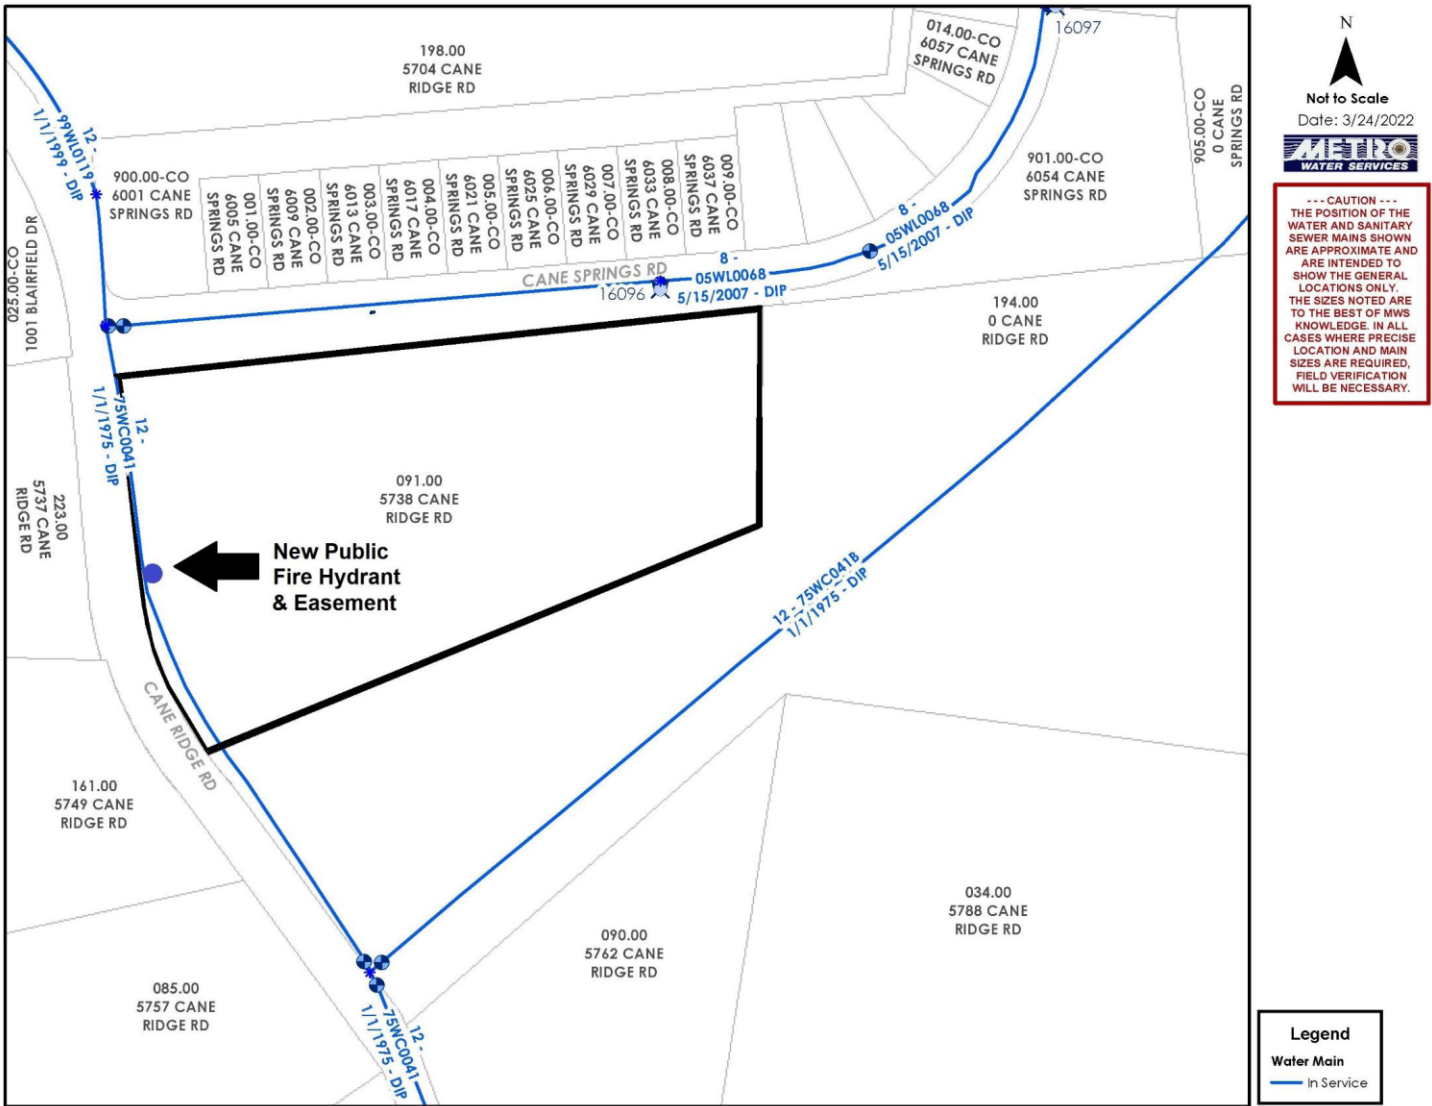 198.00
5704 CANE
RIDGE RD
014.00-CO
6057 CANE
SPRINGS RD
16097
905.00-CO
0 CANE
SPRINGS RD
12 -
99WL0119
1/1/1999 - DIP
900.00-CO
6001 CANE
SPRINGS RD
001.00-CO
6005 CANE
SPRINGS RD
002.00-CO
6009 CANE
SPRINGS RD
003.00-CO
6013 CANE
SPRINGS RD
004.00-CO
6017 CANE
SPRINGS RD
005.00-CO
6021 CANE
SPRINGS RD
006.00-CO
6025 CANE
SPRINGS RD
007.00-CO
6029 CANE
SPRINGS RD
008.00-CO
6033 CANE
SPRINGS RD
009.00-CO
6037 CANE
SPRINGS RD
901.00-CO
6054 CANE
SPRINGS RD
025.00-CO
1001 BLAIRFIELD DR
CANE SPRINGS RD
16096
8 -
05WL0068
5/15/2007 - DIP
8 -
05WL0068
5/15/2007 - DIP
194.00
0 CANE
RIDGE RD
12 -
75WC0041
1/1/1975 - DIP
223.00
5737 CANE
RIDGE RD
091.00
5738 CANE
RIDGE RD
New Public
Fire Hydrant
& Easement
12 - 75WC041B
1/1/1975 - DIP
CANE RIDGE RD
161.00
5749 CANE
RIDGE RD
085.00
5757 CANE
RIDGE RD
090.00
5762 CANE
RIDGE RD
034.00
5788 CANE
RIDGE RD
12 -
75WC0041
1/1/1975 - DIP
N
Not to Scale
Date: 3/24/2022
METRO
WATER SERVICES
--- CAUTION ---
THE POSITION OF THE
WATER AND SANITARY
SEWER MAINS SHOWN
ARE APPROXIMATE AND
ARE INTENDED TO
SHOW THE GENERAL
LOCATIONS ONLY.
THE SIZES NOTED ARE
TO THE BEST OF MWS
KNOWLEDGE. IN ALL
CASES WHERE PRECISE
LOCATION AND MAIN
SIZES ARE REQUIRED,
FIELD VERIFICATION
WILL BE NECESSARY.
Legend
Water Main
In Service